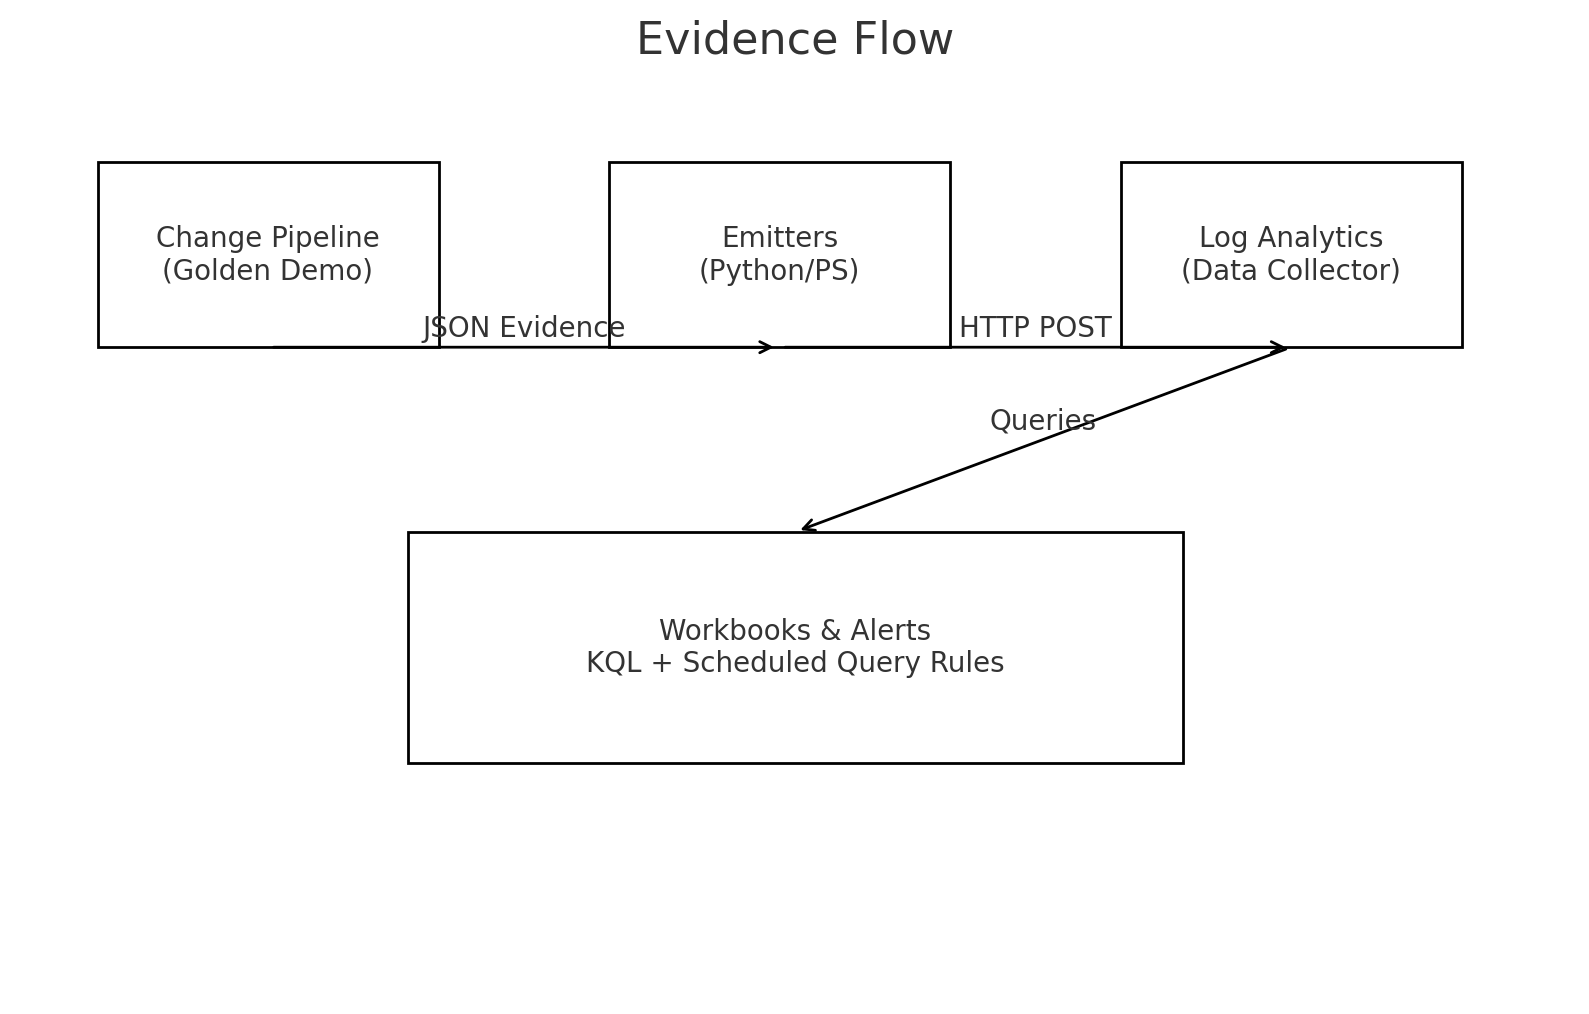 Evidence Flow
Change Pipeline
(Golden Demo)
Emitters
(Python/PS)
Log Analytics
(Data Collector)
JSON Evidence
HTTP POST
Queries
Workbooks & Alerts
KQL + Scheduled Query Rules